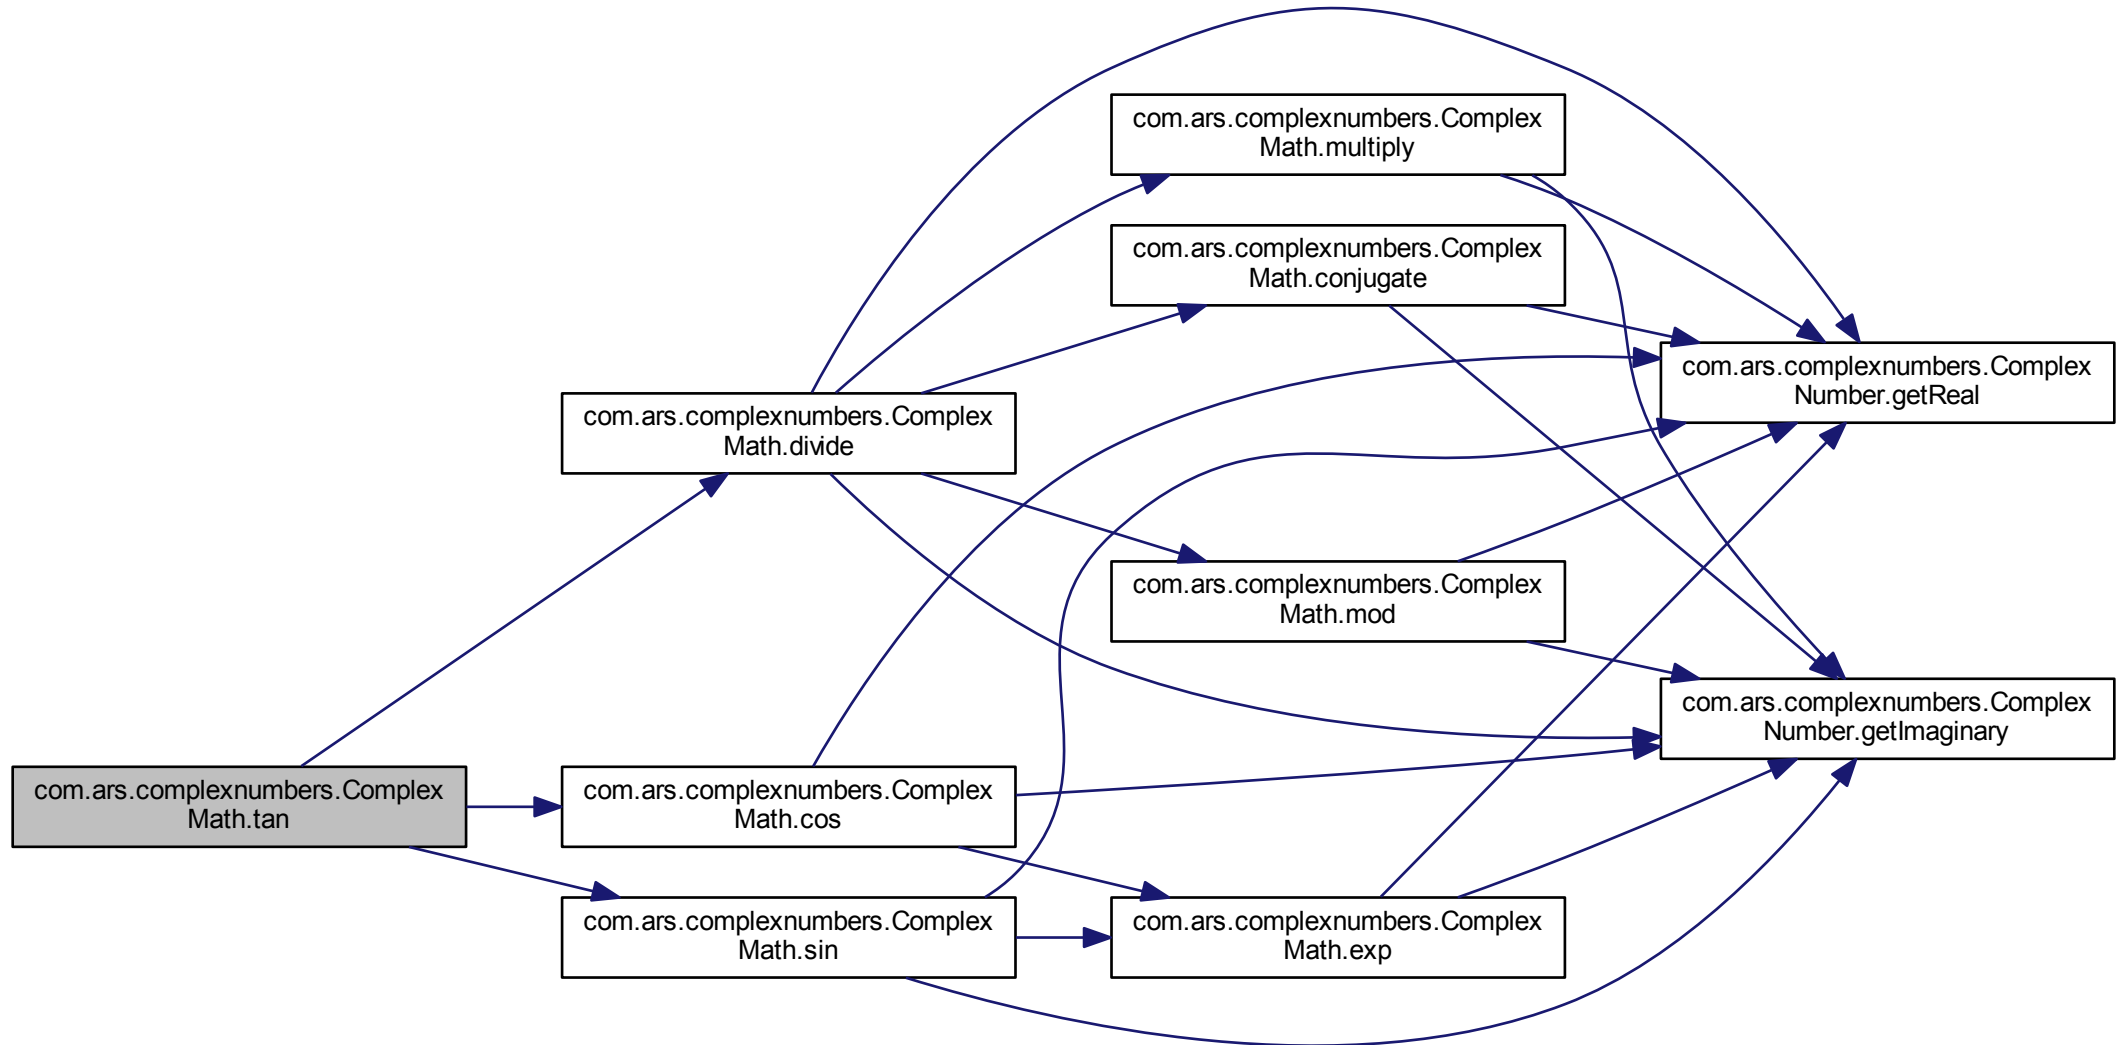 com.ars.complexnumbers.Complex
Math.multiply
com.ars.complexnumbers.Complex
Math.conjugate
com.ars.complexnumbers.Complex
Number.getReal
com.ars.complexnumbers.Complex
Math.divide
com.ars.complexnumbers.Complex
Math.mod
com.ars.complexnumbers.Complex
Number.getImaginary
com.ars.complexnumbers.Complex
Math.tan
com.ars.complexnumbers.Complex
Math.cos
com.ars.complexnumbers.Complex
Math.sin
com.ars.complexnumbers.Complex
Math.exp